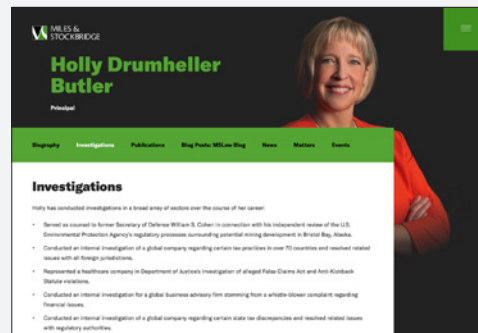 MILES &
STOCKBRIDGE
Holly Drumheller
Butler
Principal
Biography Investigations Publications Blog Posts: MSLaw Blog News Matters Events
Investigations
Holly has conducted investigations in a broad array of sectors over the course of her career:
• Served as counsel to former Secretary of Defense William S. Cohen in connection with his independent review of the U.S.
Environmental Protection Agency's regulatory processes surrounding potential mining development in Bristol Bay, Alaska.
• Conducted an internal investigation of a global company regarding certain tax practices in over 70 countries and resolved related
issues with all foreign jurisdictions.
• Represented a healthcare company in Department of Justice's investigation of alleged False Claims Act and Anti-Kickback
Statute violations.
• Conducted an internal investigation for a global business advisory firm stemming from a whistle-blower complaint regarding
financial issues.
• Conducted an internal investigation of a global company regarding certain state tax discrepancies and resolved related issues
with regulatory authorities.